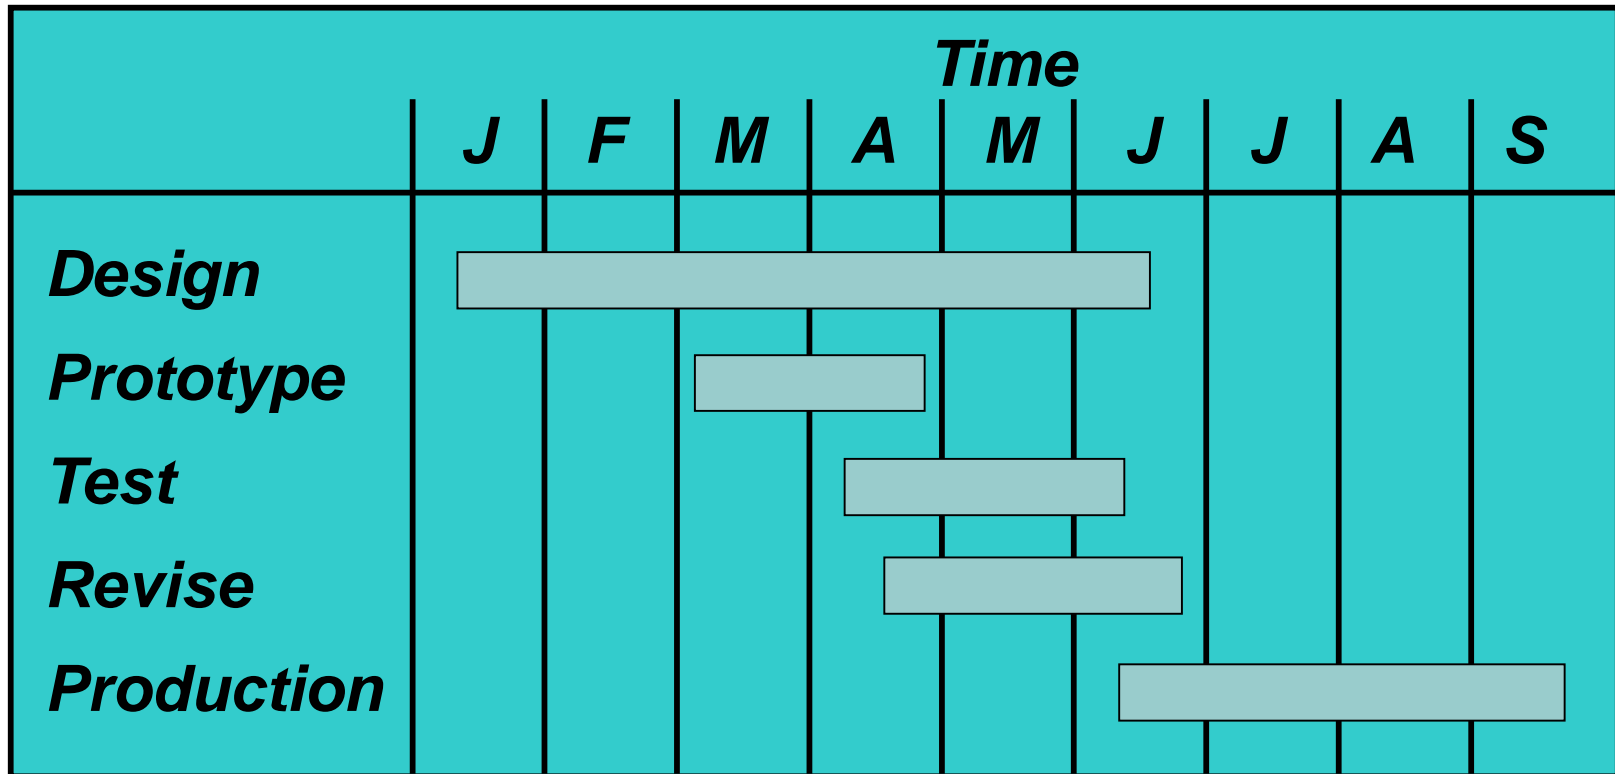 Time
J F M A M J J A S
Design
Prototype
Test
Revise
Production